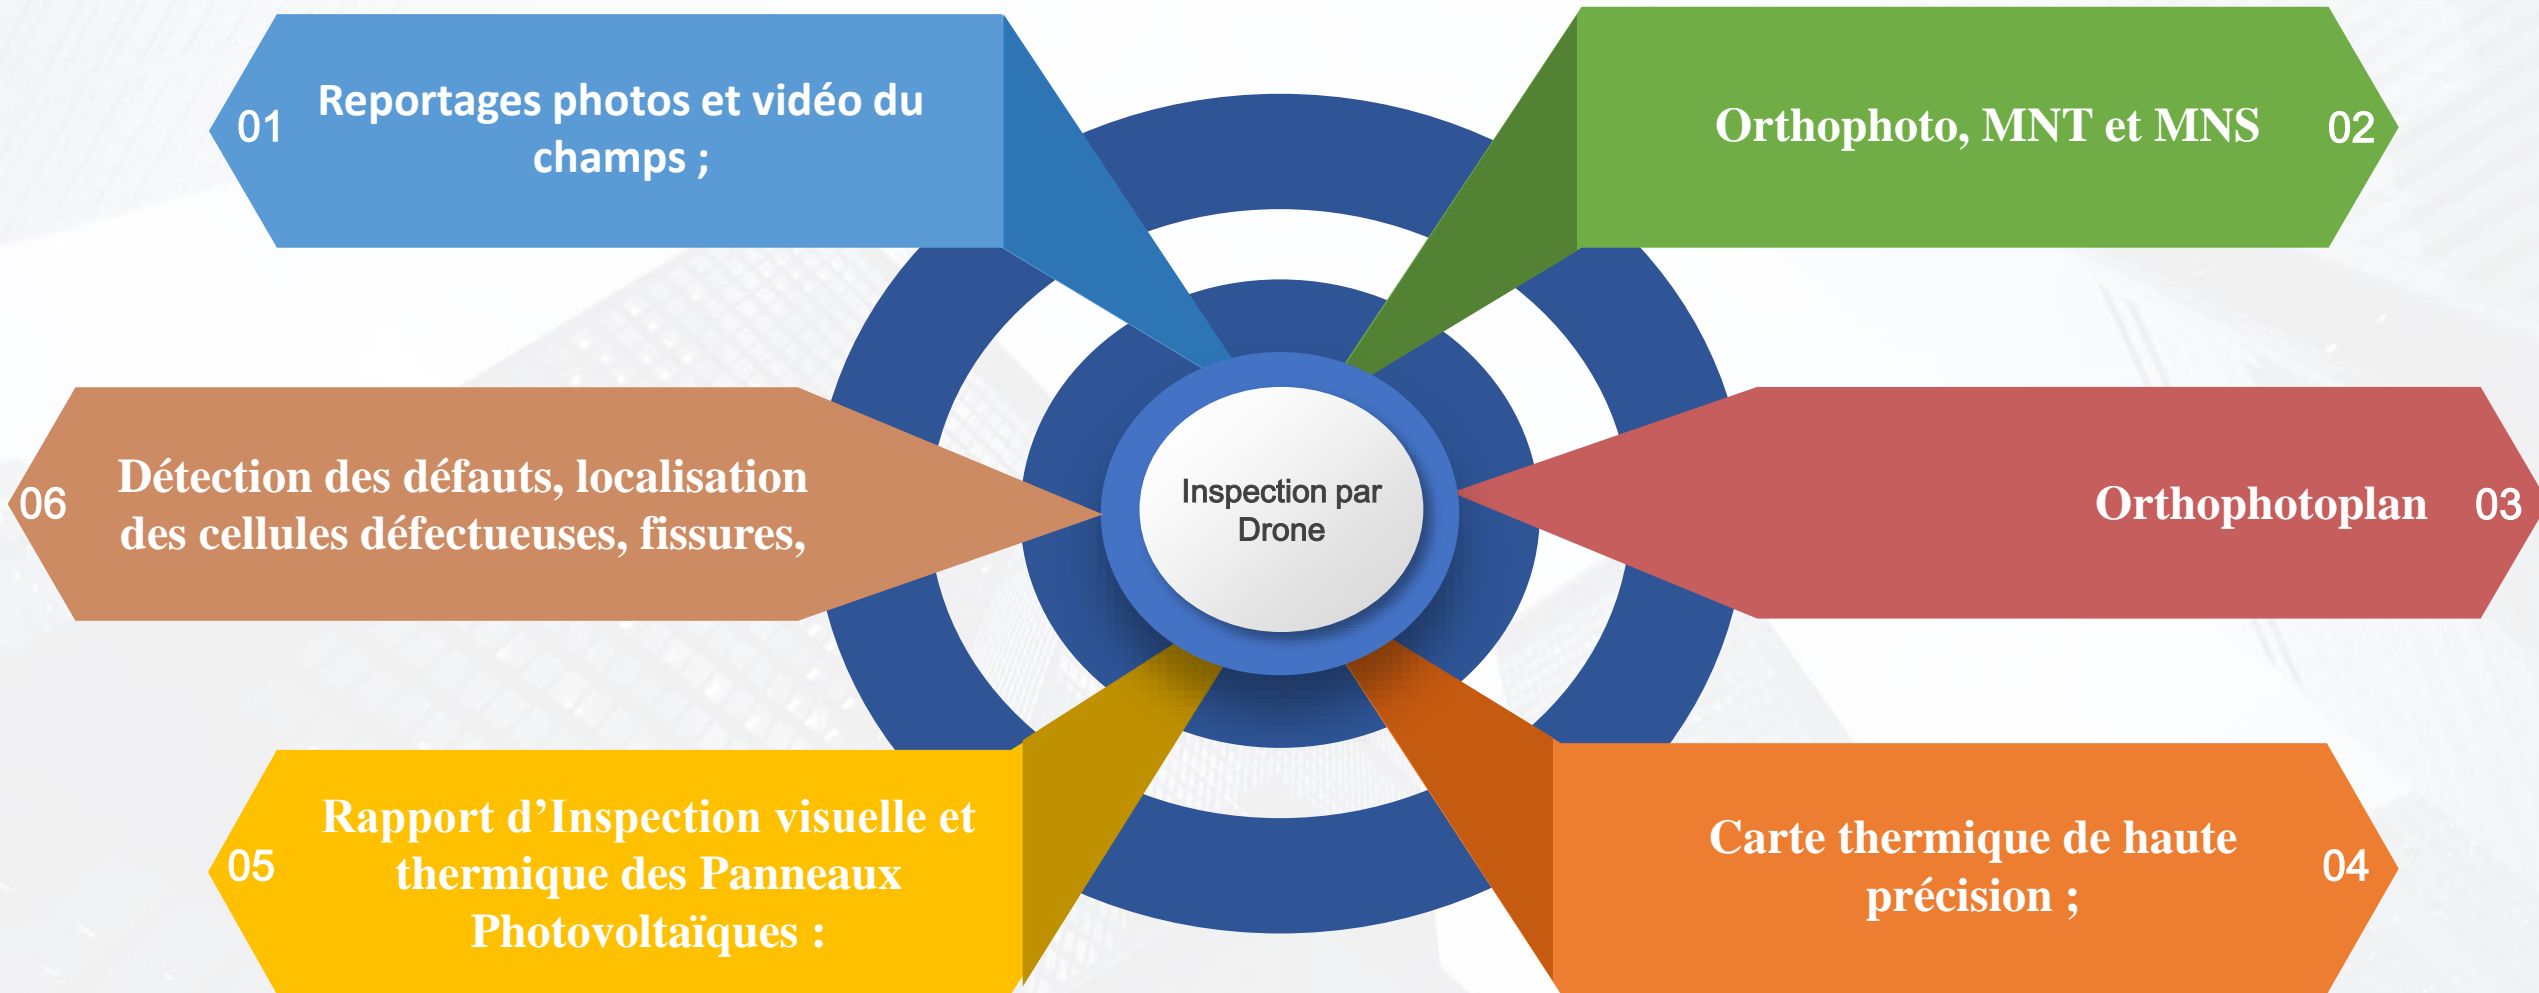 01
Reportages photos et vidéo du
champs ;
Orthophoto, MNT et MNS
02
06
Détection des défauts, localisation
des cellules défectueuses, fissures,
Inspection par
Drone
Orthophotoplan
03
05
Rapport d’Inspection visuelle et
thermique des Panneaux
Photovoltaïques :
Carte thermique de haute
précision ;
04